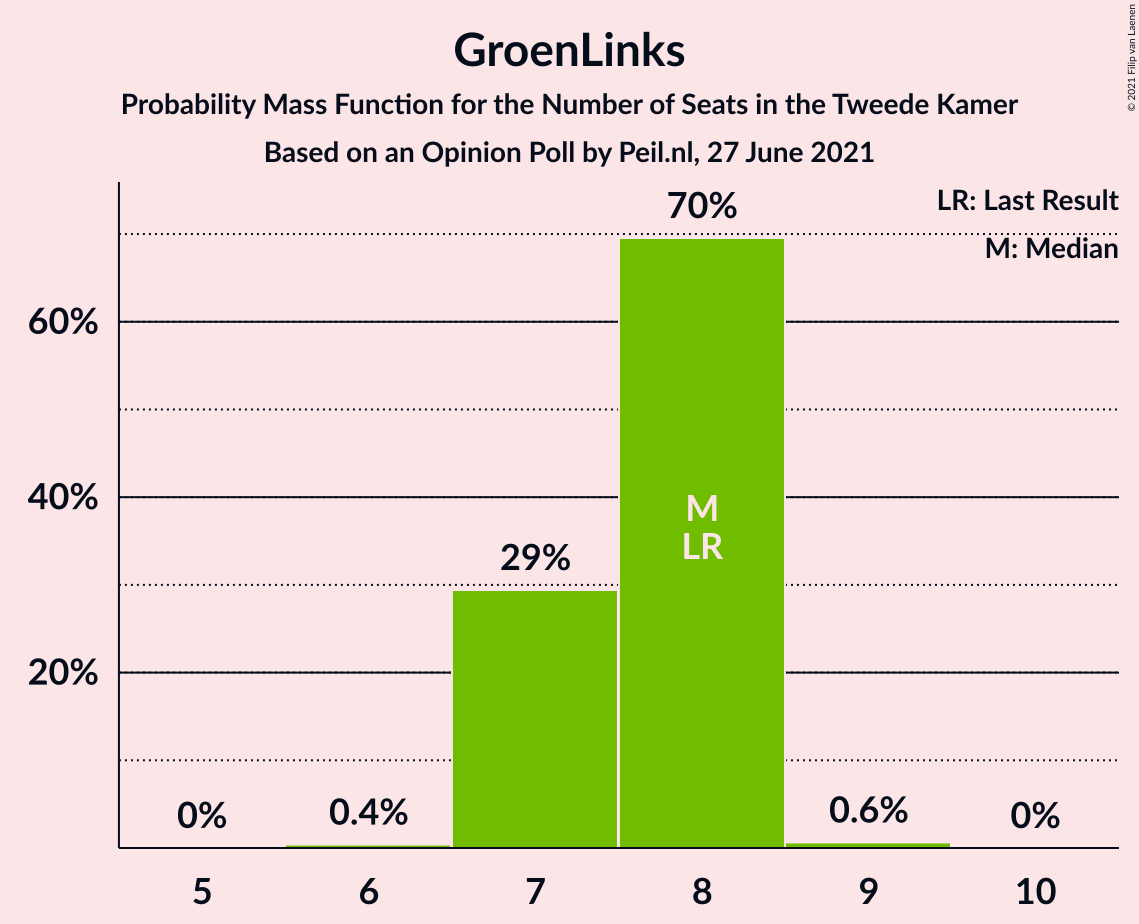 GroenLinks
Probability Mass Function for the Number of Seats in the Tweede Kamer
Based on an Opinion Poll by Peil.nl, 27 June 2021
© 2021 Filip van Laenen
LR: Last Result
M: Median
60%
40%
20%
0%
0.4%
29%
70%
M
LR
0.6%
0%
5
6
7
8
9
10